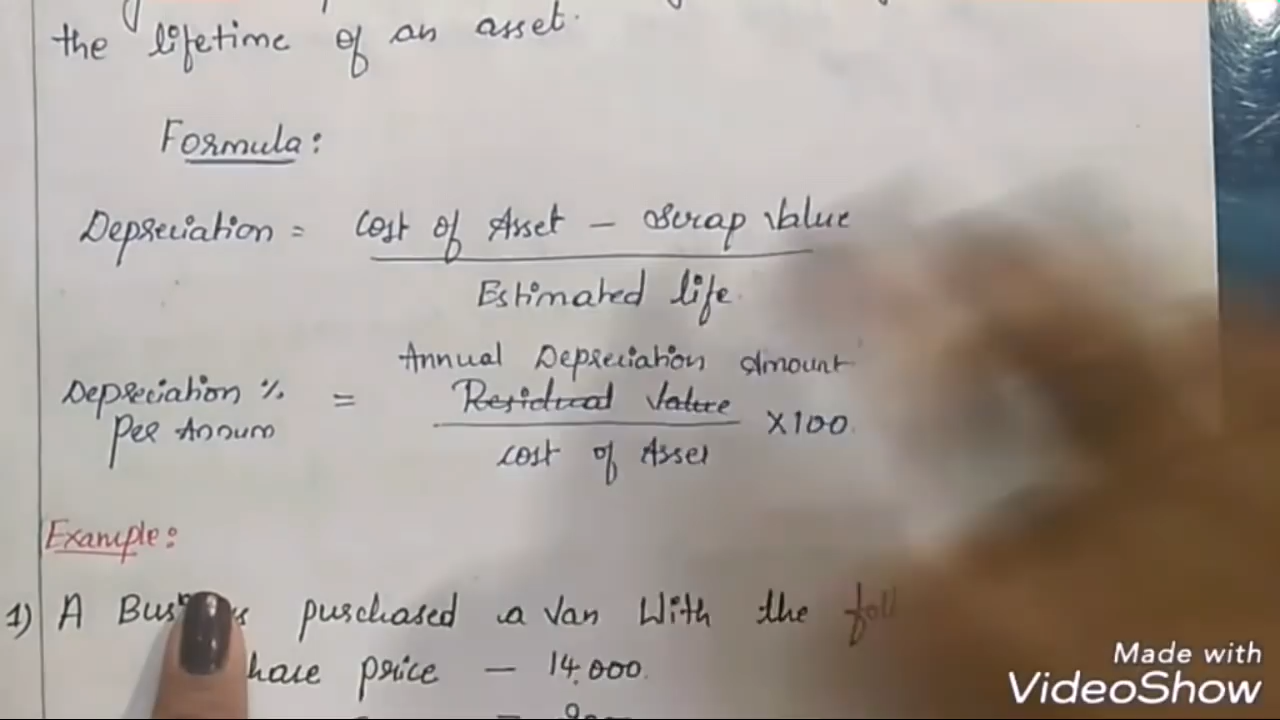 the lifetime of an asset.
Formula:
Depreciation = Cost of Asset – Scrap Value
Estimated life.
Annual Depreciation Amount
Depreciation % = Residual Value × 100.
Per Annum
Cost of Asset
Example:
1) A purchased a Van With the
price – 14,000.
Made with
VideoShow